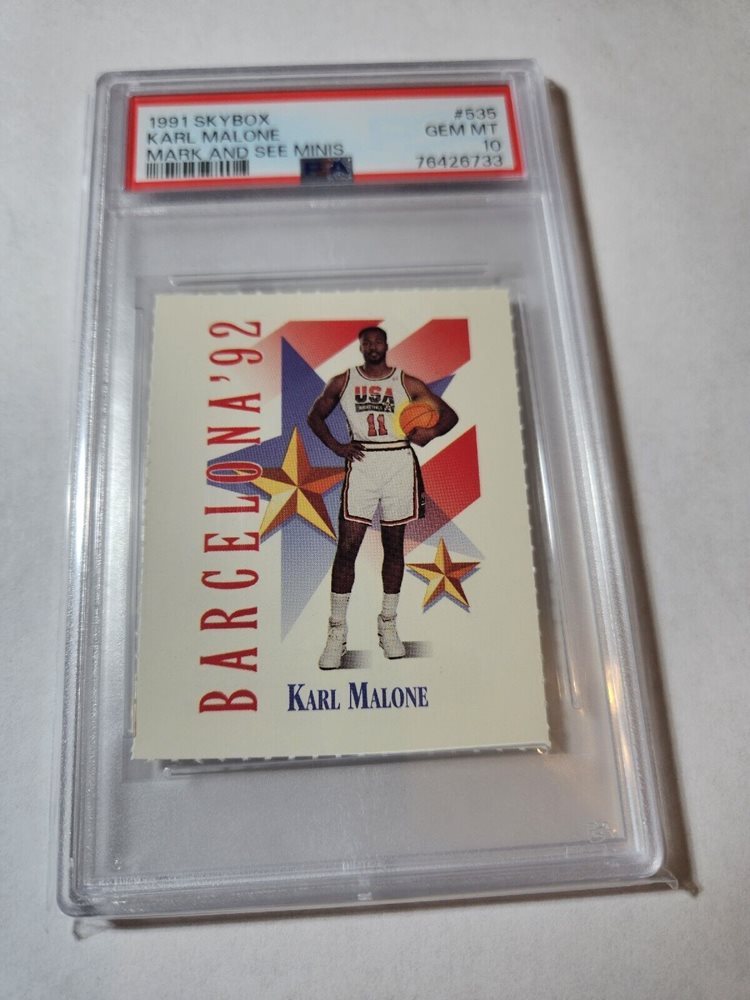 1991 SKYBOX #535
KARL MALONE GEM MT
MARK AND SEE MINIS 10
76426733
PSA
BARCELONA '92
USA
11
KARL MALONE